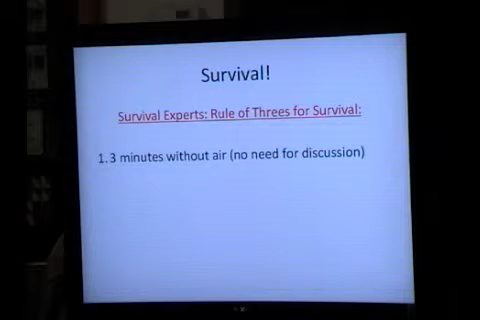 Survival!
Survival Experts: Rule of Threes for Survival:
1. 3 minutes without air (no need for discussion)